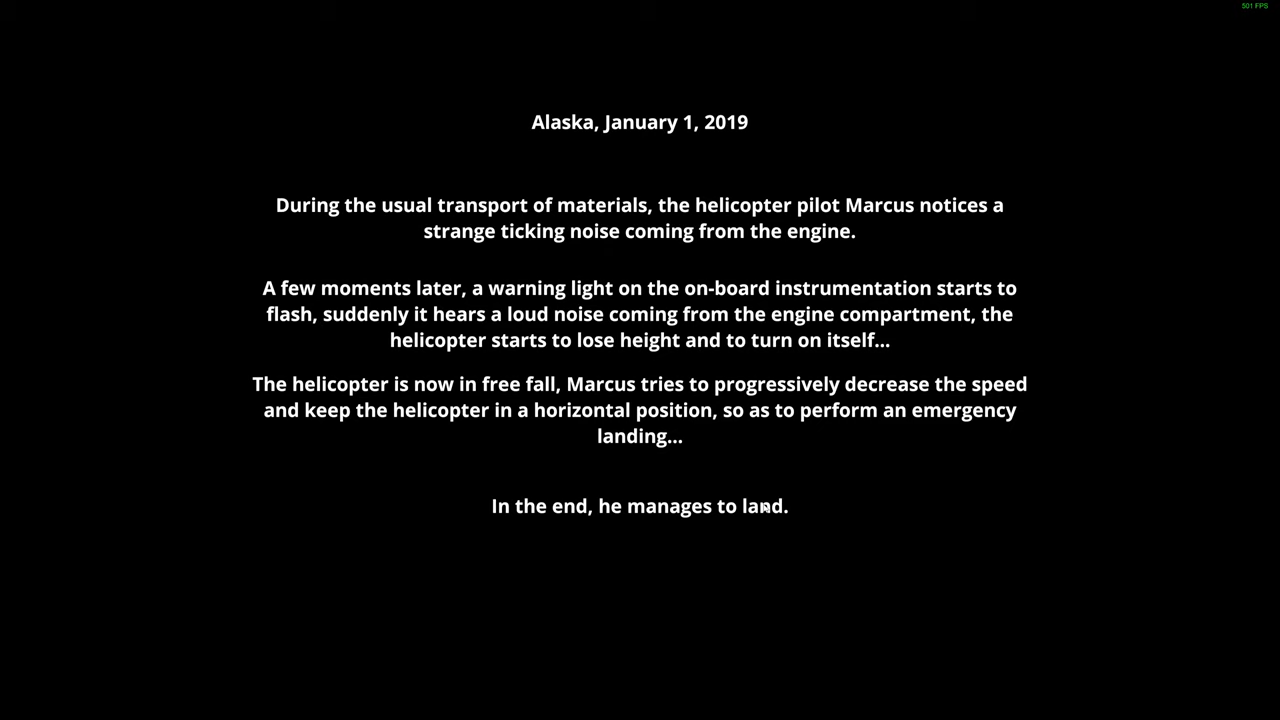 501 FPS
Alaska, January 1, 2019
During the usual transport of materials, the helicopter pilot Marcus notices a
strange ticking noise coming from the engine.
A few moments later, a warning light on the on-board instrumentation starts to
flash, suddenly it hears a loud noise coming from the engine compartment, the
helicopter starts to lose height and to turn on itself...
The helicopter is now in free fall, Marcus tries to progressively decrease the speed
and keep the helicopter in a horizontal position, so as to perform an emergency
landing...
In the end, he manages to land.